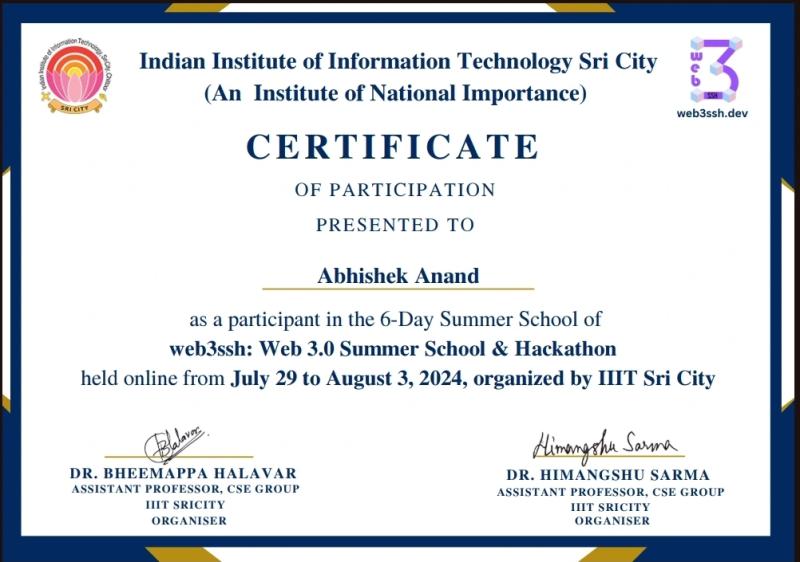 Indian Institute of Information Technology, Sri City, Chittoor
SRI CITY
Indian Institute of Information Technology Sri City
(An Institute of National Importance)
web
3
SSH
web3ssh.dev
CERTIFICATE
OF PARTICIPATION
PRESENTED TO
Abhishek Anand
as a participant in the 6-Day Summer School of
web3ssh: Web 3.0 Summer School & Hackathon
held online from July 29 to August 3, 2024, organized by IIIT Sri City
BHalavar
DR. BHEEMAPPA HALAVAR
ASSISTANT PROFESSOR, CSE GROUP
IIIT SRICITY
ORGANISER
Himangshu Sarma
DR. HIMANGSHU SARMA
ASSISTANT PROFESSOR, CSE GROUP
IIIT SRICITY
ORGANISER